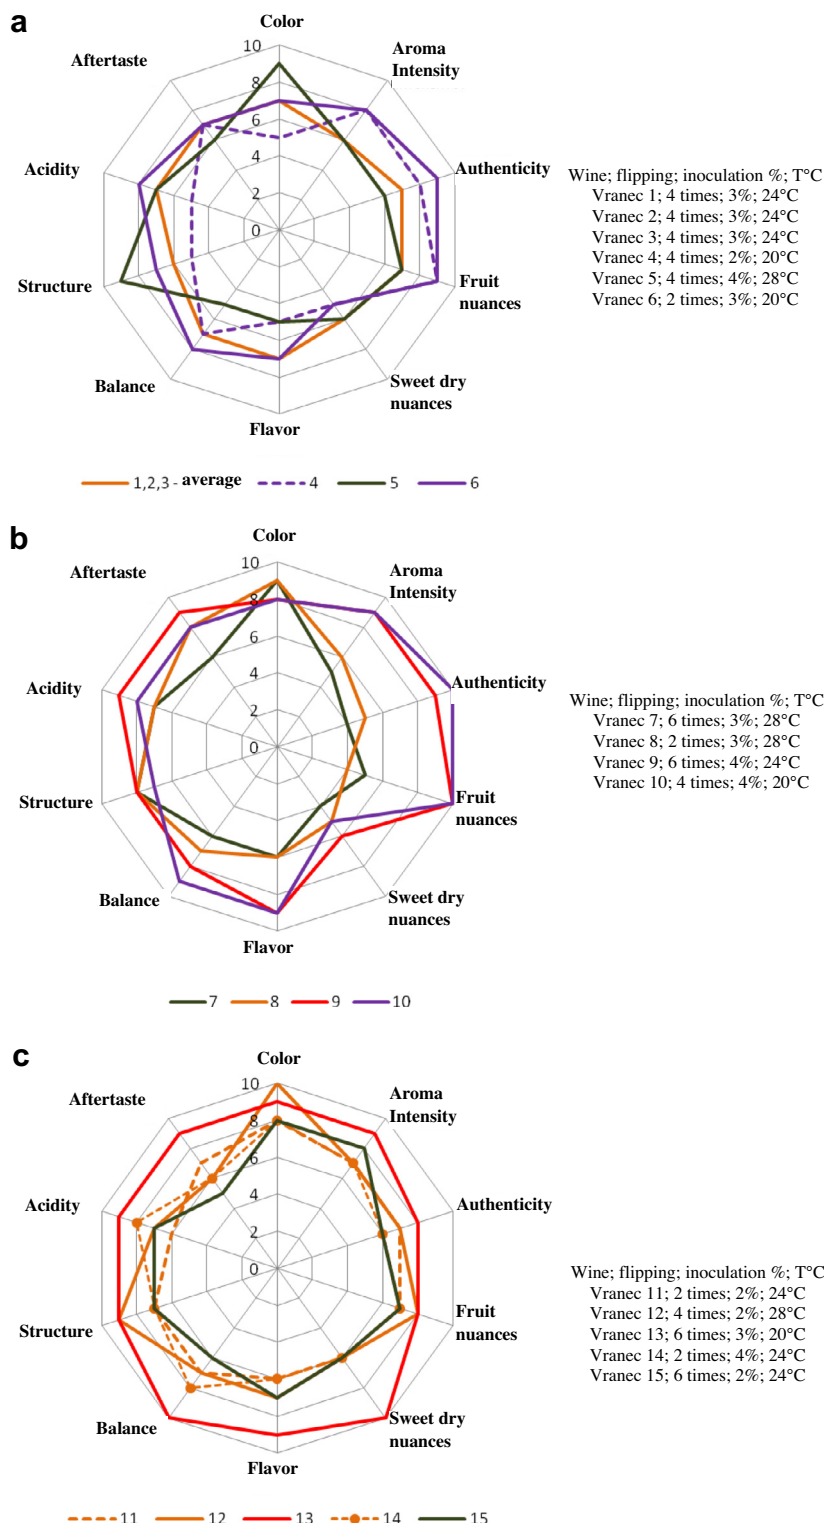 a
Color
10
Aroma
Intensity
Aftertaste
8
6
4
Acidity
Authenticity
2
0
Structure
Fruit
nuances
Balance
Sweet dry
nuances
Flavor
Wine; flipping; inoculation %; T°C
Vranec 1; 4 times; 3%; 24°C
Vranec 2; 4 times; 3%; 24°C
Vranec 3; 4 times; 3%; 24°C
Vranec 4; 4 times; 2%; 20°C
Vranec 5; 4 times; 4%; 28°C
Vranec 6; 2 times; 3%; 20°C
1,2,3 - average 4 5 6
b
Color
10
Aroma
Intensity
Aftertaste
8
6
4
Acidity
Authenticity
2
0
Structure
Fruit
nuances
Balance
Sweet dry
nuances
Flavor
Wine; flipping; inoculation %; T°C
Vranec 7; 6 times; 3%; 28°C
Vranec 8; 2 times; 3%; 28°C
Vranec 9; 6 times; 4%; 24°C
Vranec 10; 4 times; 4%; 20°C
7 8 9 10
c
Color
10
Aroma
Intensity
Aftertaste
8
6
4
Acidity
Authenticity
2
0
Structure
Fruit
nuances
Balance
Sweet dry
nuances
Flavor
Wine; flipping; inoculation %; T°C
Vranec 11; 2 times; 2%; 24°C
Vranec 12; 4 times; 2%; 28°C
Vranec 13; 6 times; 3%; 20°C
Vranec 14; 2 times; 4%; 24°C
Vranec 15; 6 times; 2%; 24°C
11 12 13 14 15